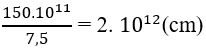 150.10¹¹/7,5 = 2. 10¹²(cm)